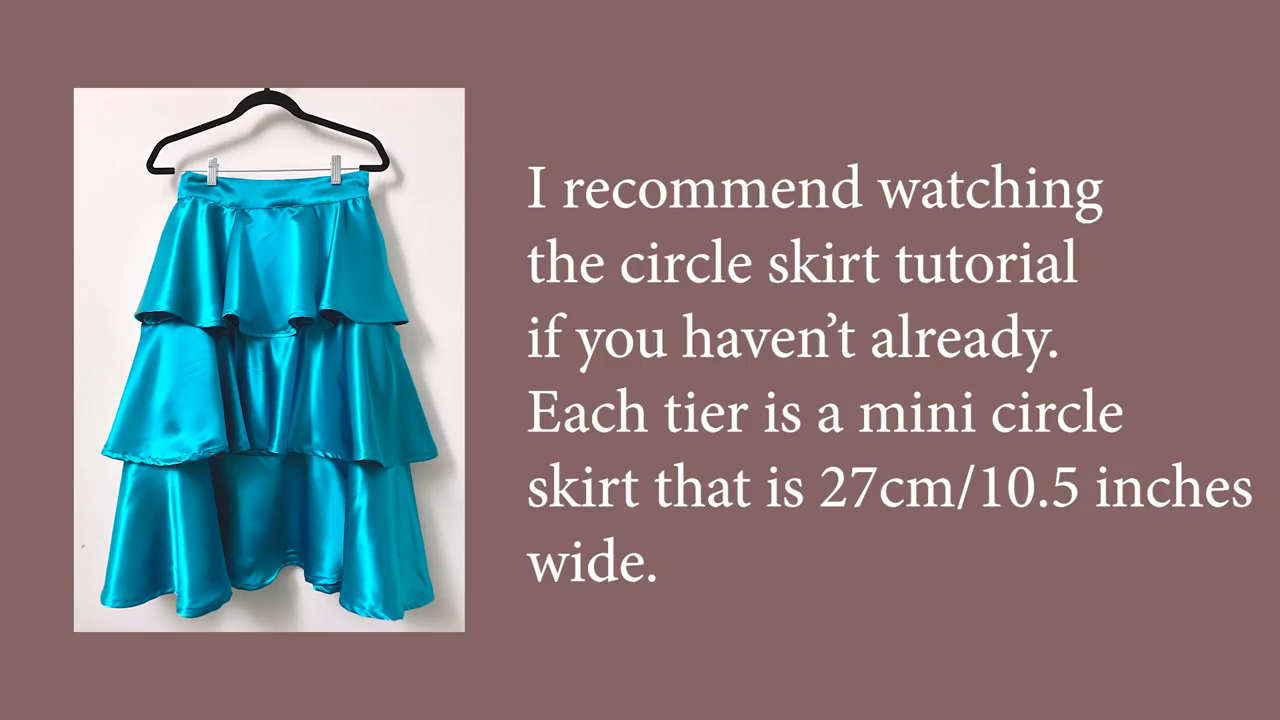 I recommend watching
the circle skirt tutorial
if you haven’t already.
Each tier is a mini circle
skirt that is 27cm/10.5 inches
wide.